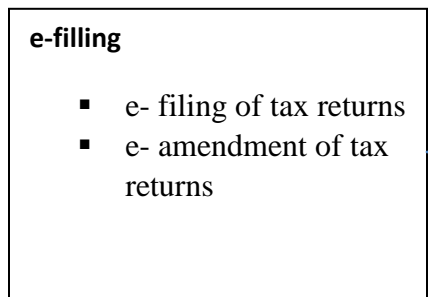 e-filling
▪ e- filing of tax returns
▪ e- amendment of tax
returns